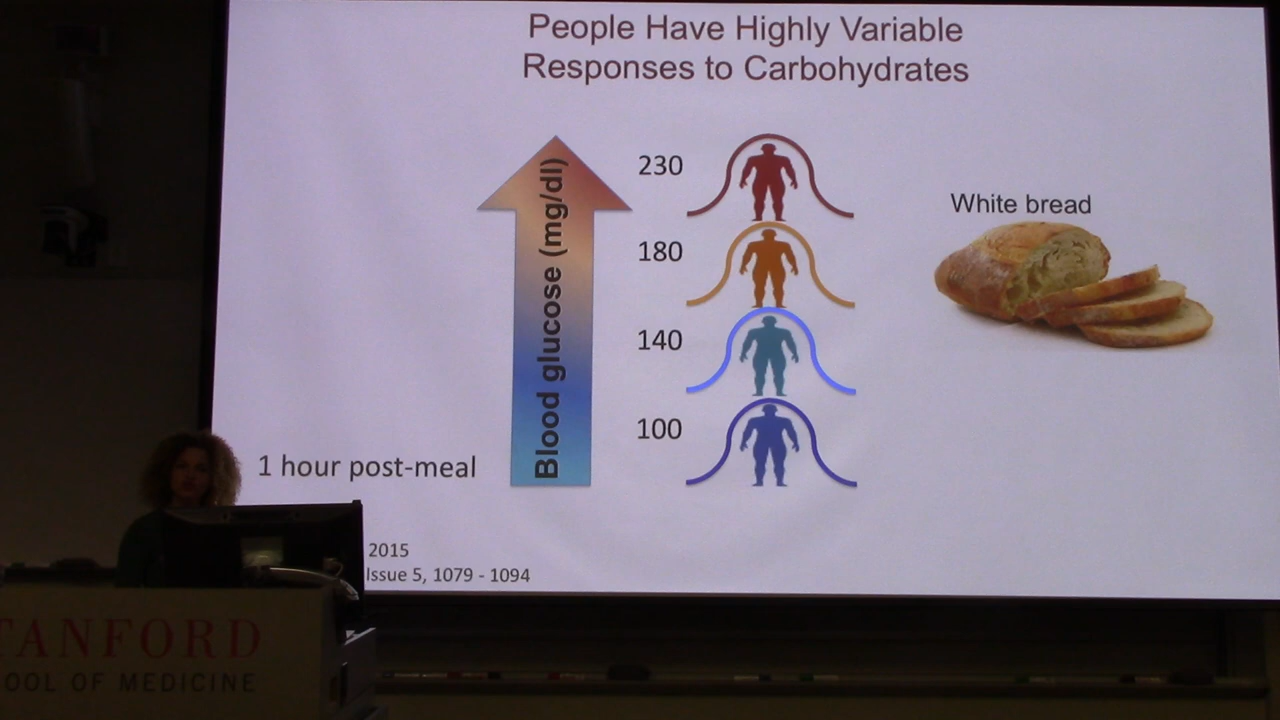 People Have Highly Variable
Responses to Carbohydrates
Blood glucose (mg/dl)
230
180
140
100
White bread
1 hour post-meal
2015
Issue 5, 1079 - 1094
TANFORD
OOL OF MEDICINE